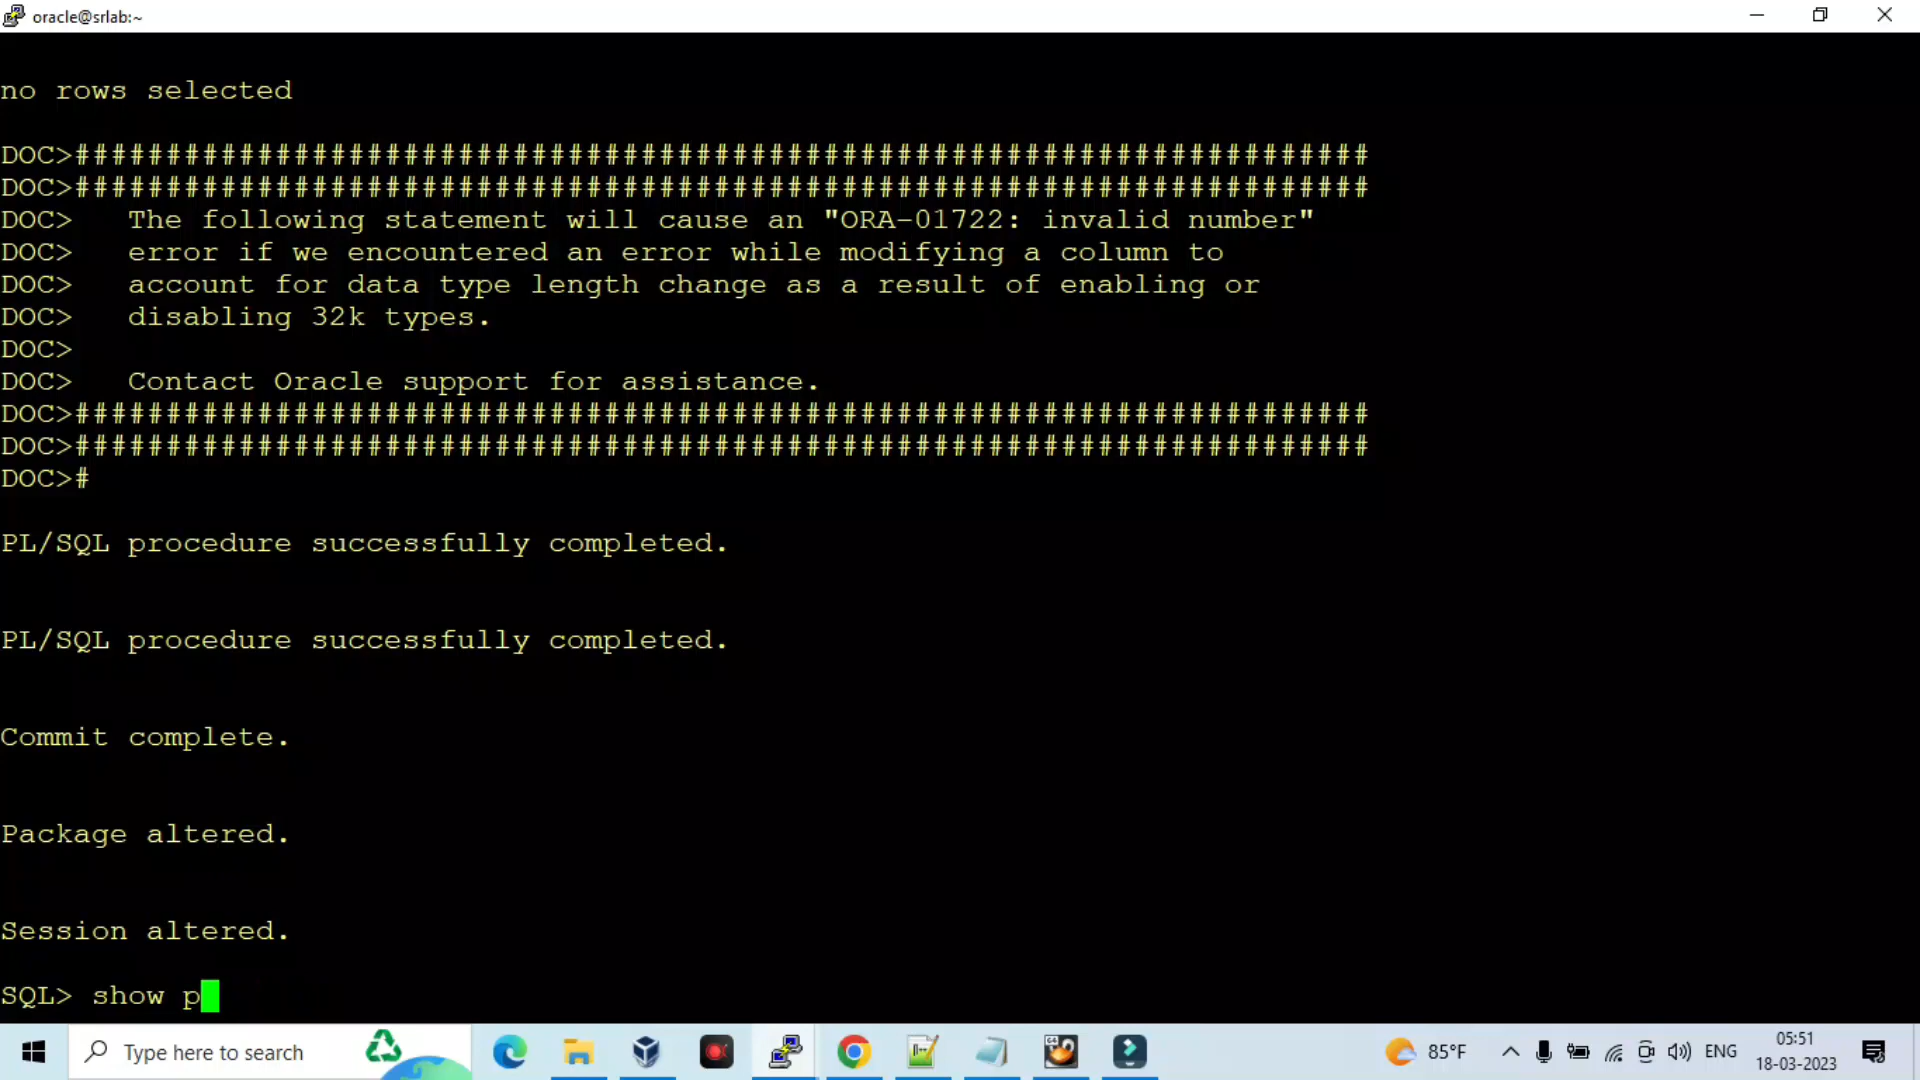 oracle@srlab:~
no rows selected
DOC>#######################################################################
DOC>#######################################################################
DOC>   The following statement will cause an "ORA-01722: invalid number"
DOC>   error if we encountered an error while modifying a column to
DOC>   account for data type length change as a result of enabling or
DOC>   disabling 32k types.
DOC>
DOC>   Contact Oracle support for assistance.
DOC>#######################################################################
DOC>#######################################################################
DOC>#
PL/SQL procedure successfully completed.
PL/SQL procedure successfully completed.
Commit complete.
Package altered.
Session altered.
SQL> show p
Type here to search
85°F
ENG
05:51
18-03-2023